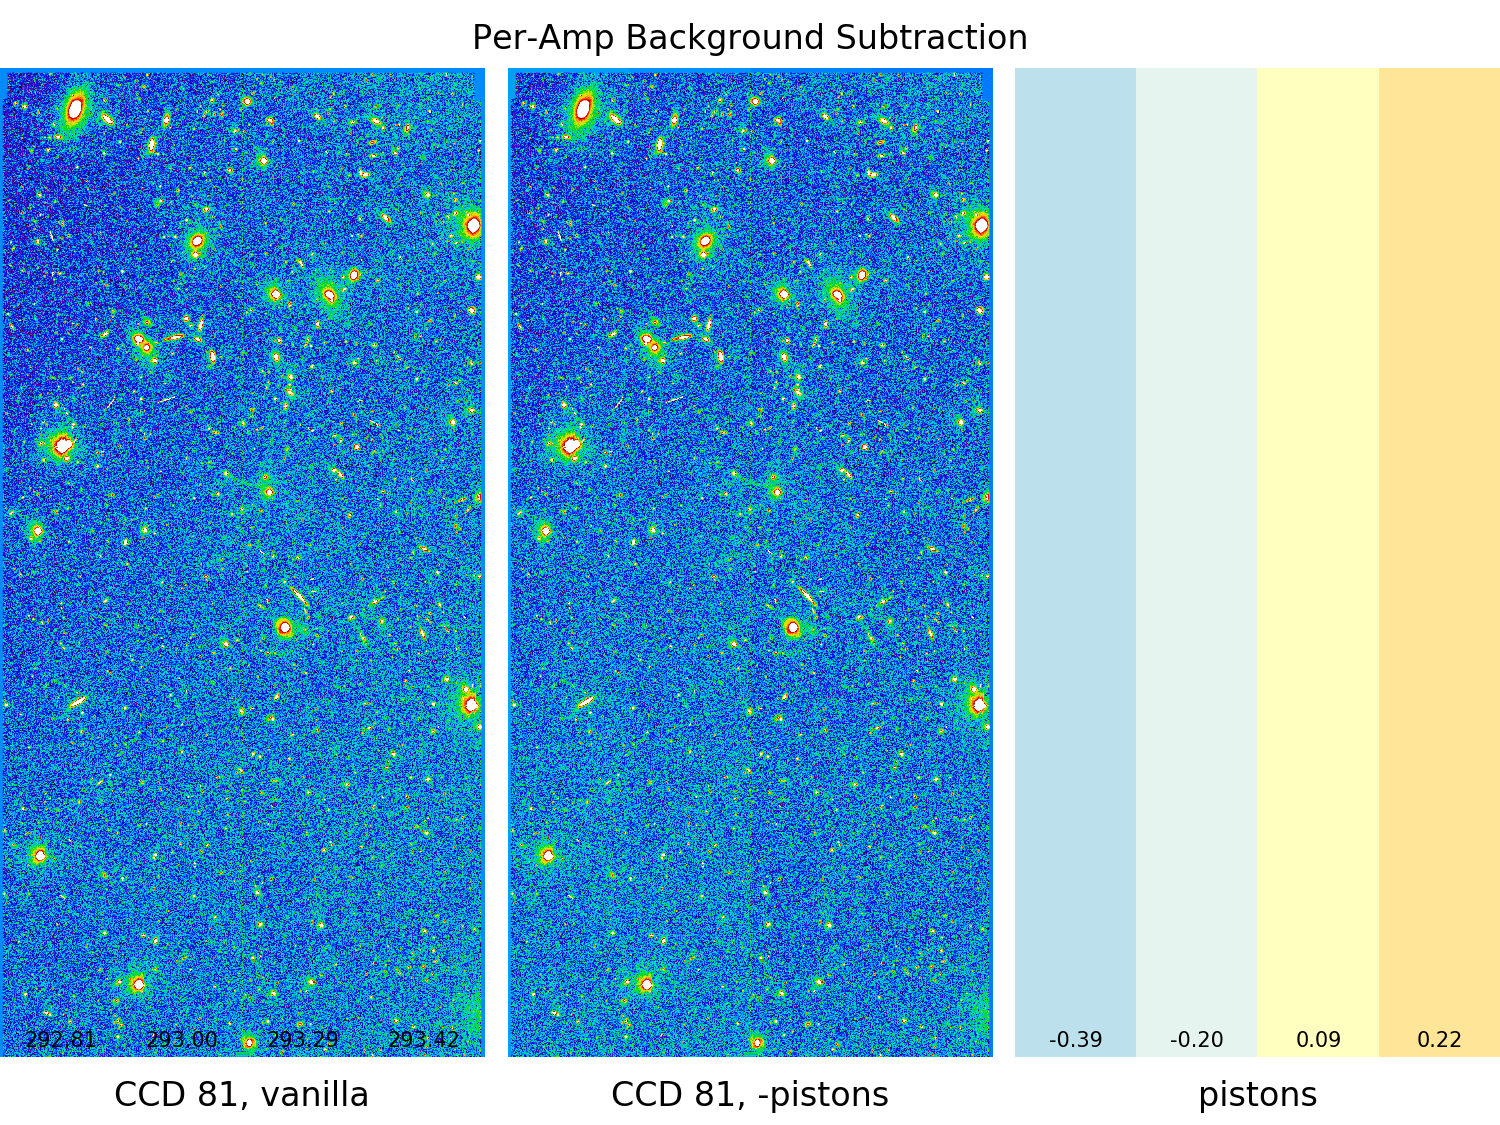 Per-Amp Background Subtraction
292.81 293.00 293.29 293.42
-0.39 -0.20 0.09 0.22
CCD 81, vanilla
CCD 81, -pistons
pistons